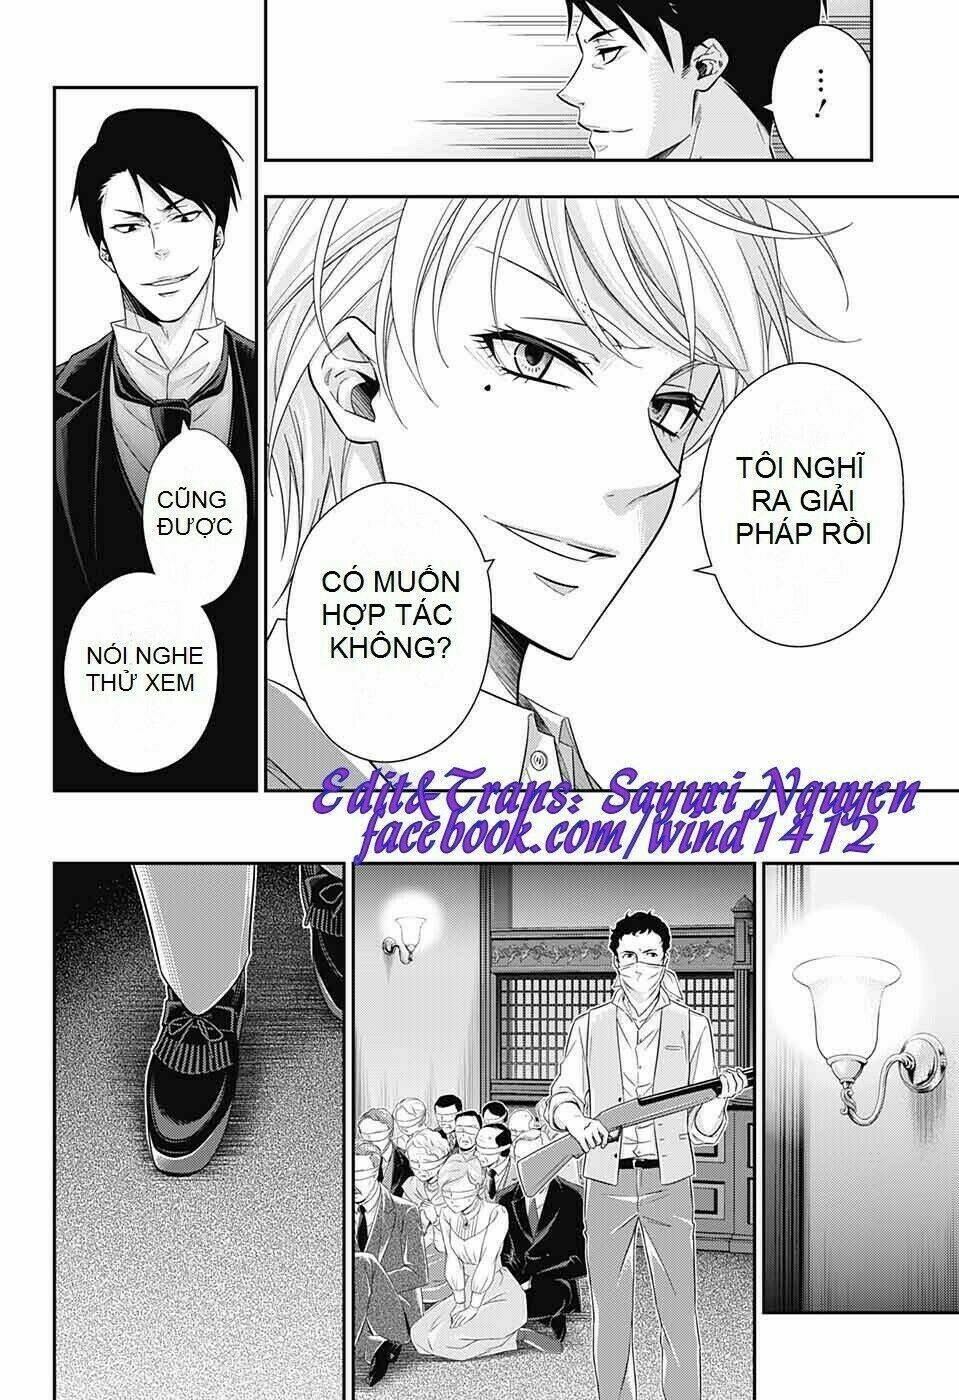 …!
TÔI NGHĨ
RA GIẢI
PHÁP RỒI
CÓ MUỐN
HỢP TÁC
KHÔNG?
CŨNG
ĐƯỢC
NÓI NGHE
THỬ XEM
Edit&Trans: Sayuri Nguyen
facebook.com/wind1412